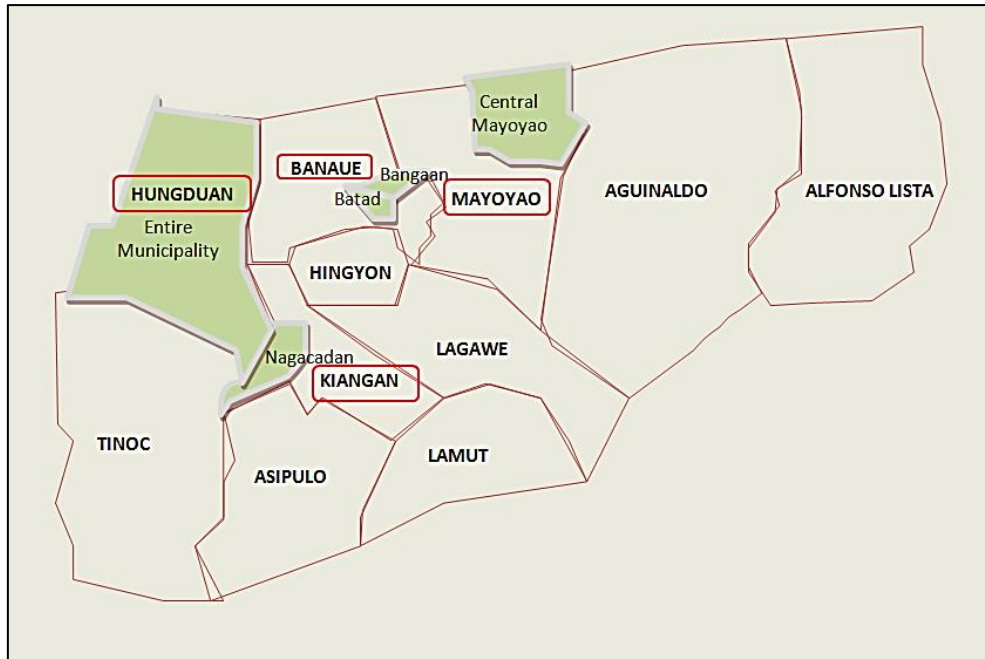 Central
Mayoyao
BANAUE
Bangaan
HUNGDUAN
Batad
MAYOYAO
AGUINALDO
ALFONSO LISTA
Entire
Municipality
HINGYON
Nagacadan
LAGAWE
KIANGAN
TINOC
ASIPULO
LAMUT